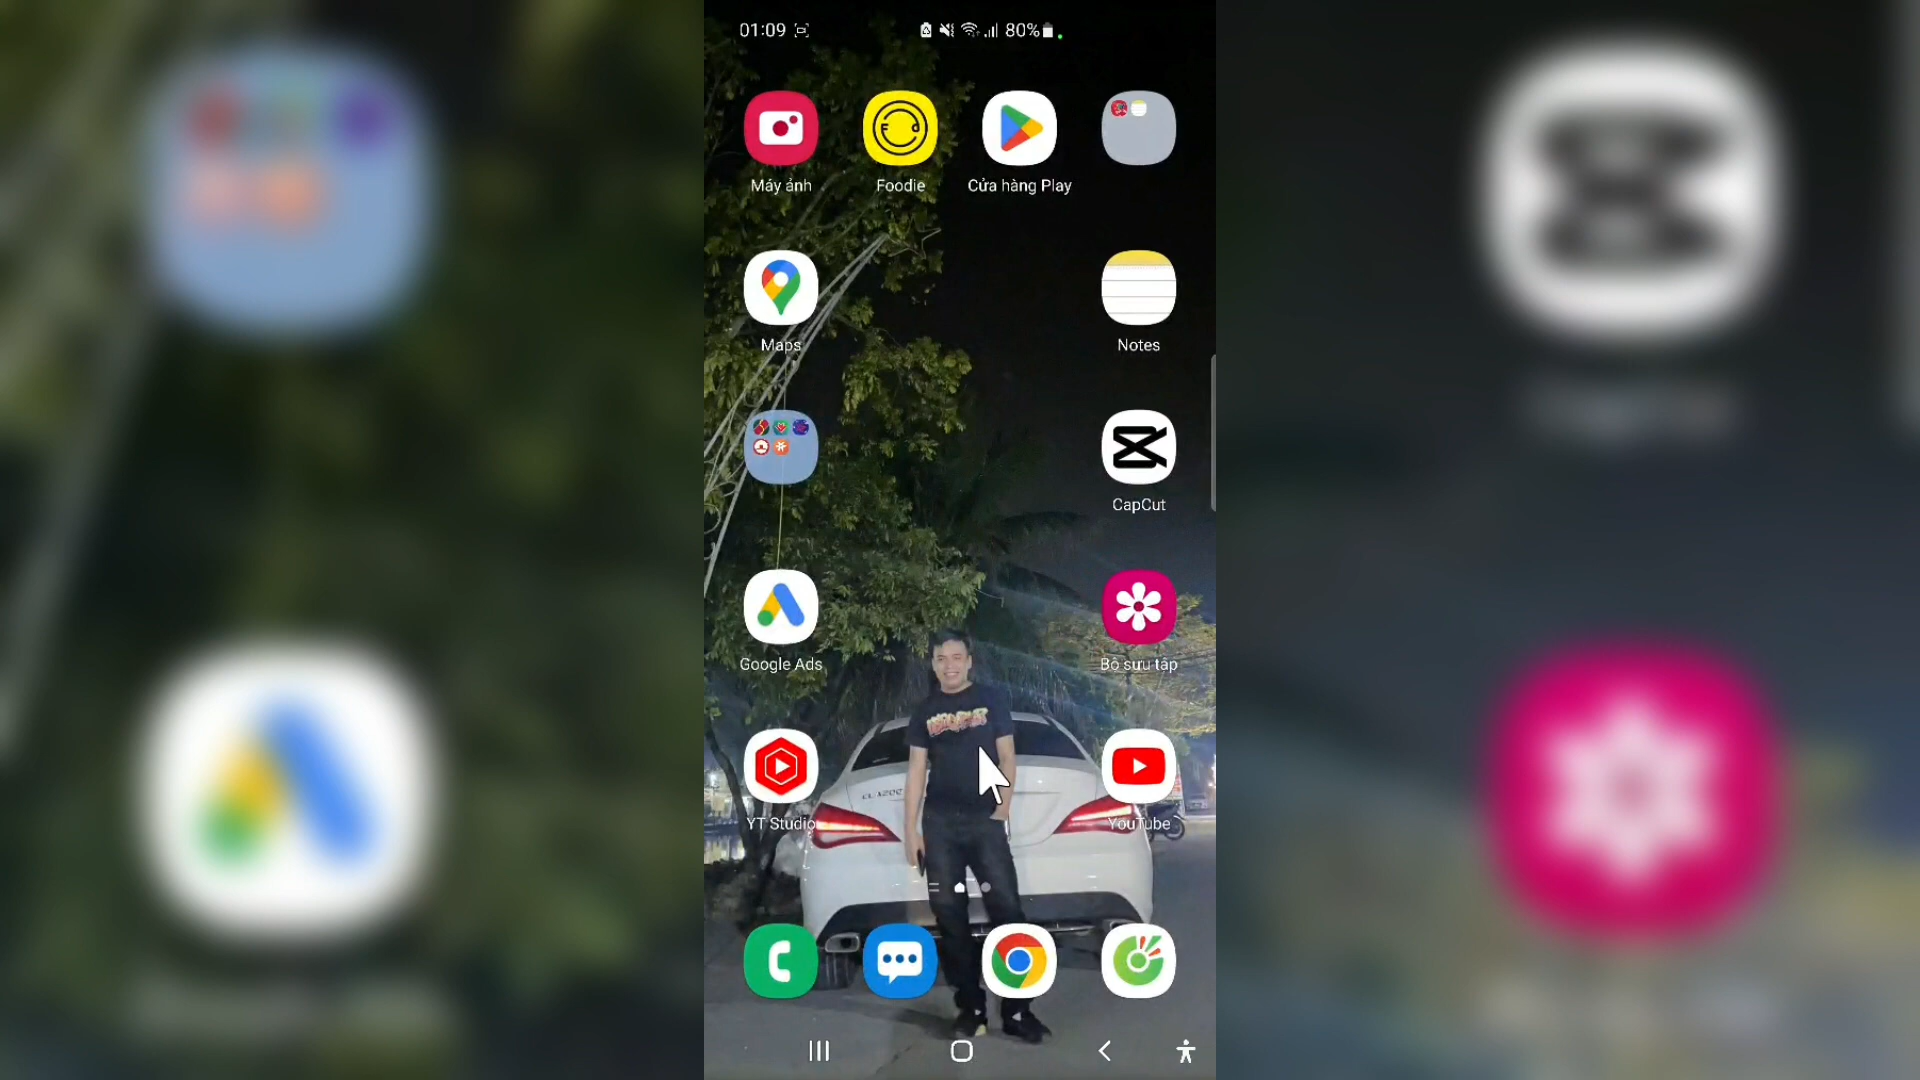 01:09
80%
Máy ảnh
Foodie
Cửa hàng Play
Maps
Notes
CapCut
Google Ads
Bộ sưu tập
YT Studio
YouTube